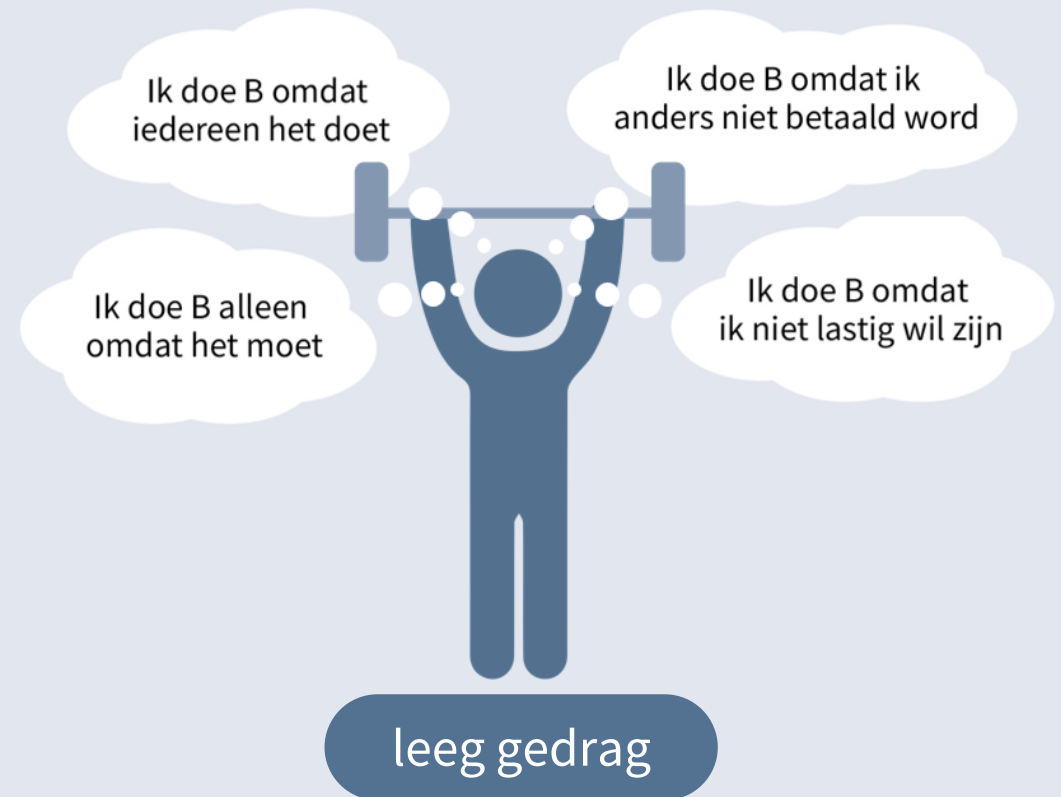 Ik doe B omdat
iedereen het doet
Ik doe B omdat ik
anders niet betaald word
Ik doe B alleen
omdat het moet
Ik doe B omdat
ik niet lastig wil zijn
leeg gedrag